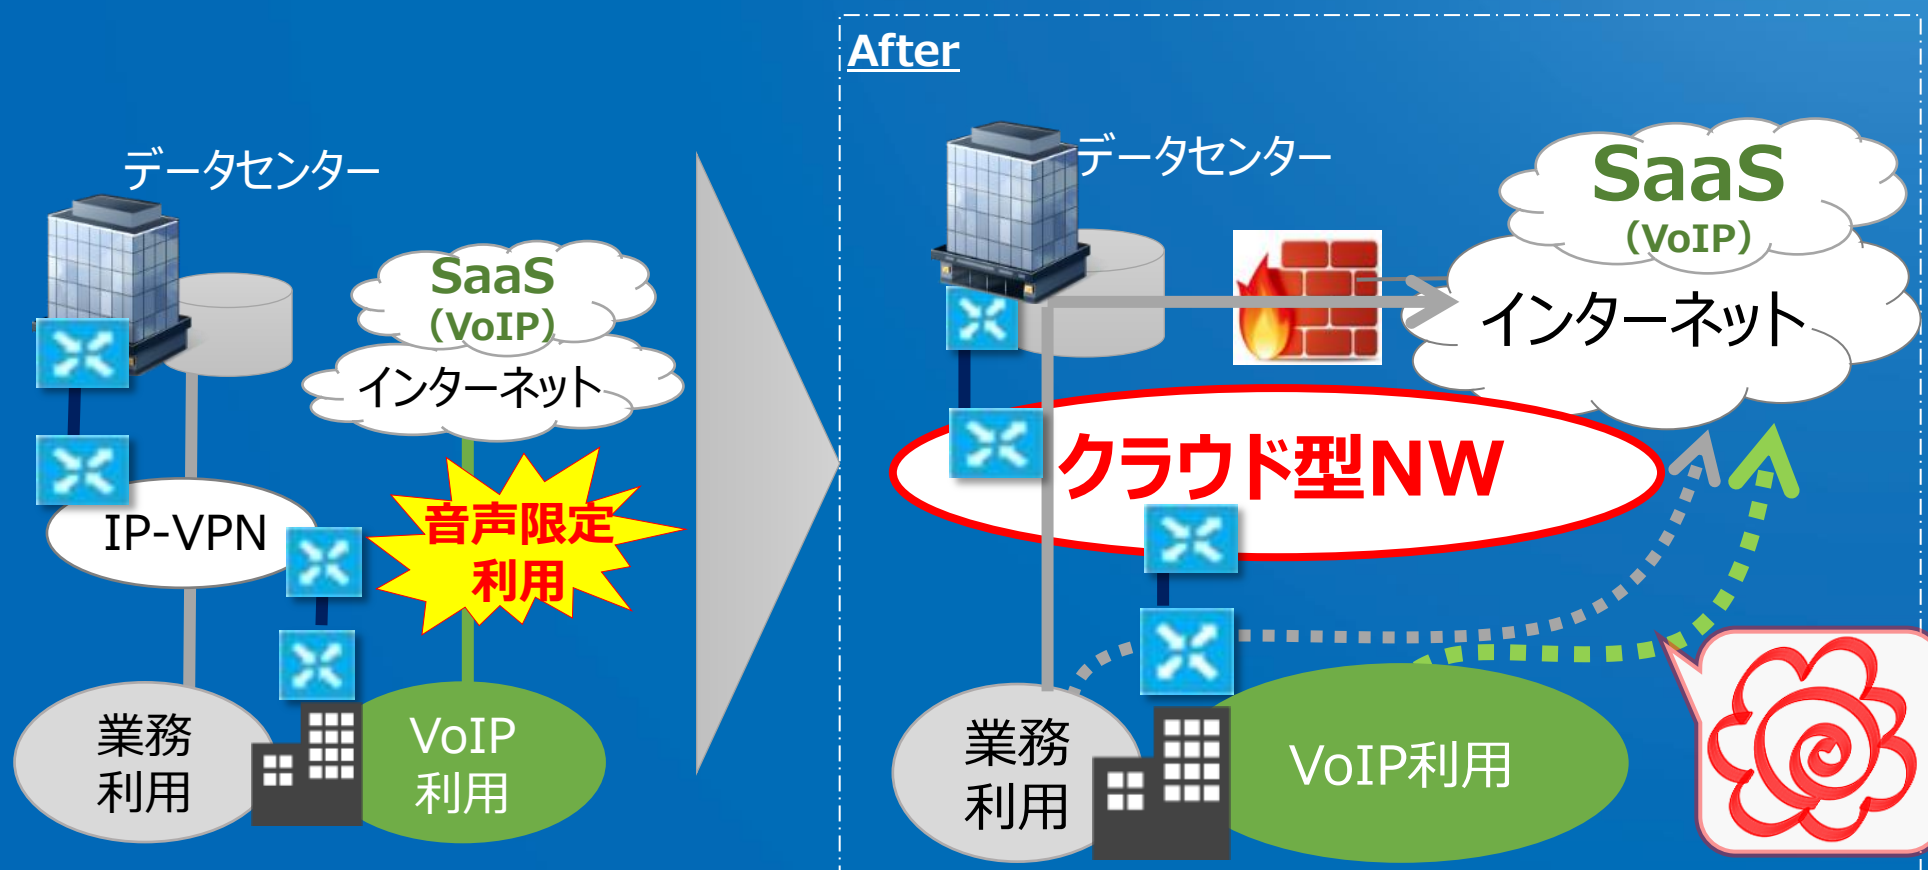 データセンター
SaaS
（VoIP）
インターネット
IP-VPN
音声限定
利用
業務
利用
VoIP
利用
After
データセンター
SaaS
（VoIP）
インターネット
クラウド型NW
業務
利用
VoIP利用